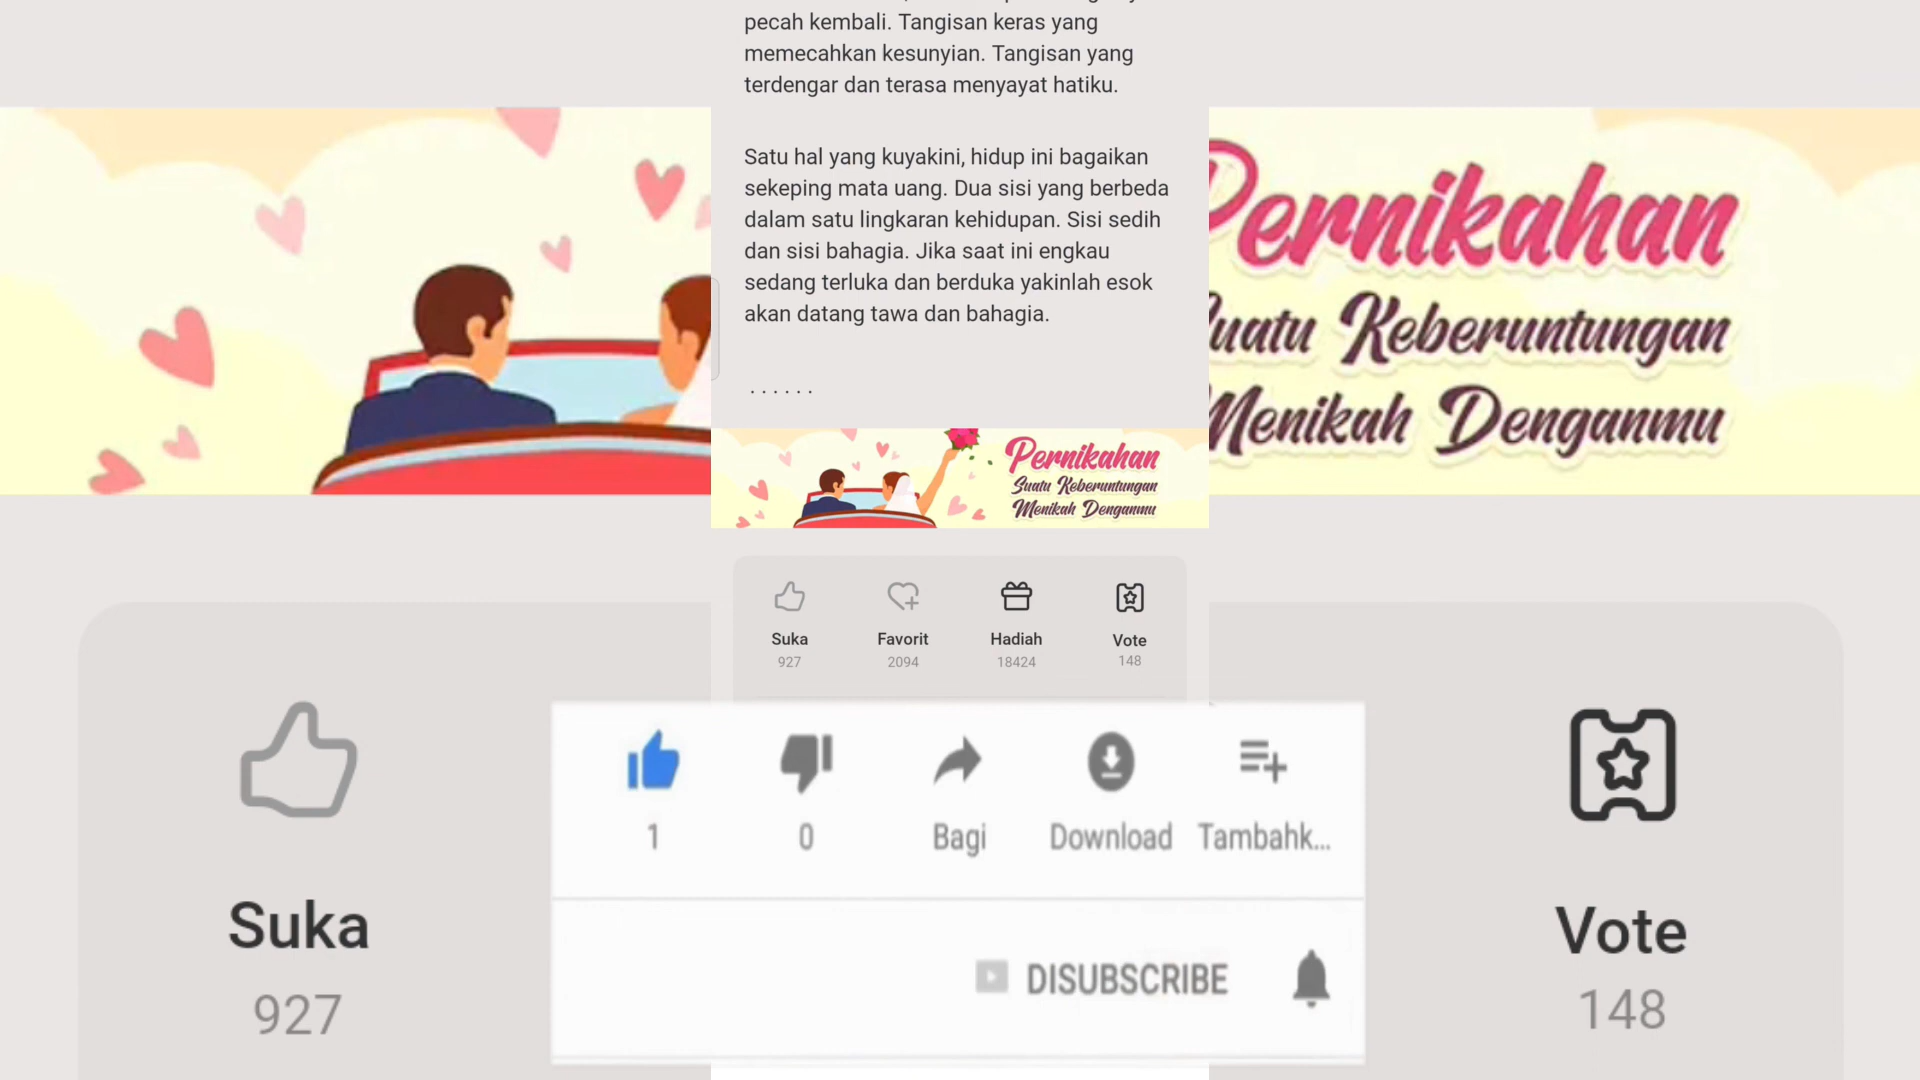 pecah kembali. Tangisan keras yang
memecahkan kesunyian. Tangisan yang
terdengar dan terasa menyayat hatiku.
Satu hal yang kuyakini, hidup ini bagaikan
sekeping mata uang. Dua sisi yang berbeda
dalam satu lingkaran kehidupan. Sisi sedih
dan sisi bahagia. Jika saat ini engkau
sedang terluka dan berduka yakinlah esok
akan datang tawa dan bahagia.
. . . . . .
Pernikahan
Suatu Keberuntungan
Menikah Denganmu
Suka
Favorit
Hadiah
Vote
927
2094
18424
148
Pernikahan
uatu Keberuntungan
Menikah Denganmu
1
0
Bagi
Download
Tambahk...
DISUBSCRIBE
Suka
927
Vote
148